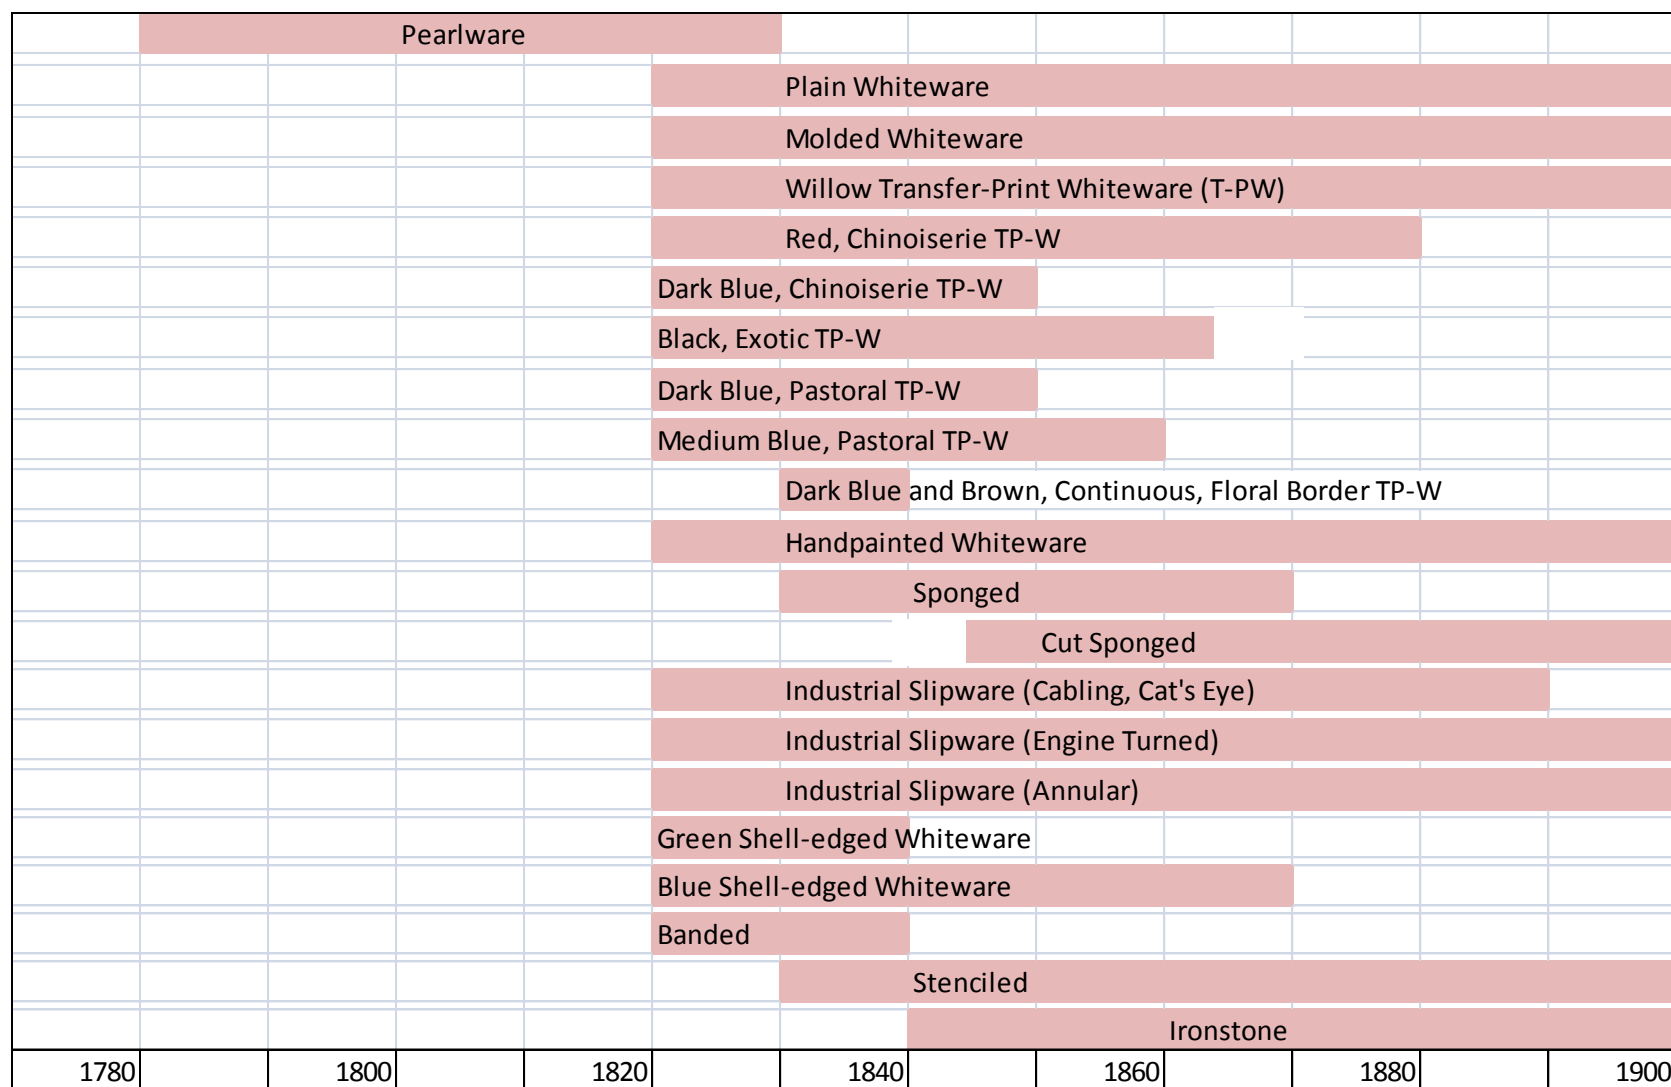 Pearlware
Plain Whiteware
Molded Whiteware
Willow Transfer-Print Whiteware (T-PW)
Red, Chinoiserie TP-W
Dark Blue, Chinoiserie TP-W
Black, Exotic TP-W
Dark Blue, Pastoral TP-W
Medium Blue, Pastoral TP-W
Dark Blue and Brown, Continuous, Floral Border TP-W
Handpainted Whiteware
Sponged
Cut Sponged
Industrial Slipware (Cabling, Cat's Eye)
Industrial Slipware (Engine Turned)
Industrial Slipware (Annular)
Green Shell-edged Whiteware
Blue Shell-edged Whiteware
Banded
Stenciled
Ironstone
1780 1800 1820 1840 1860 1880 1900